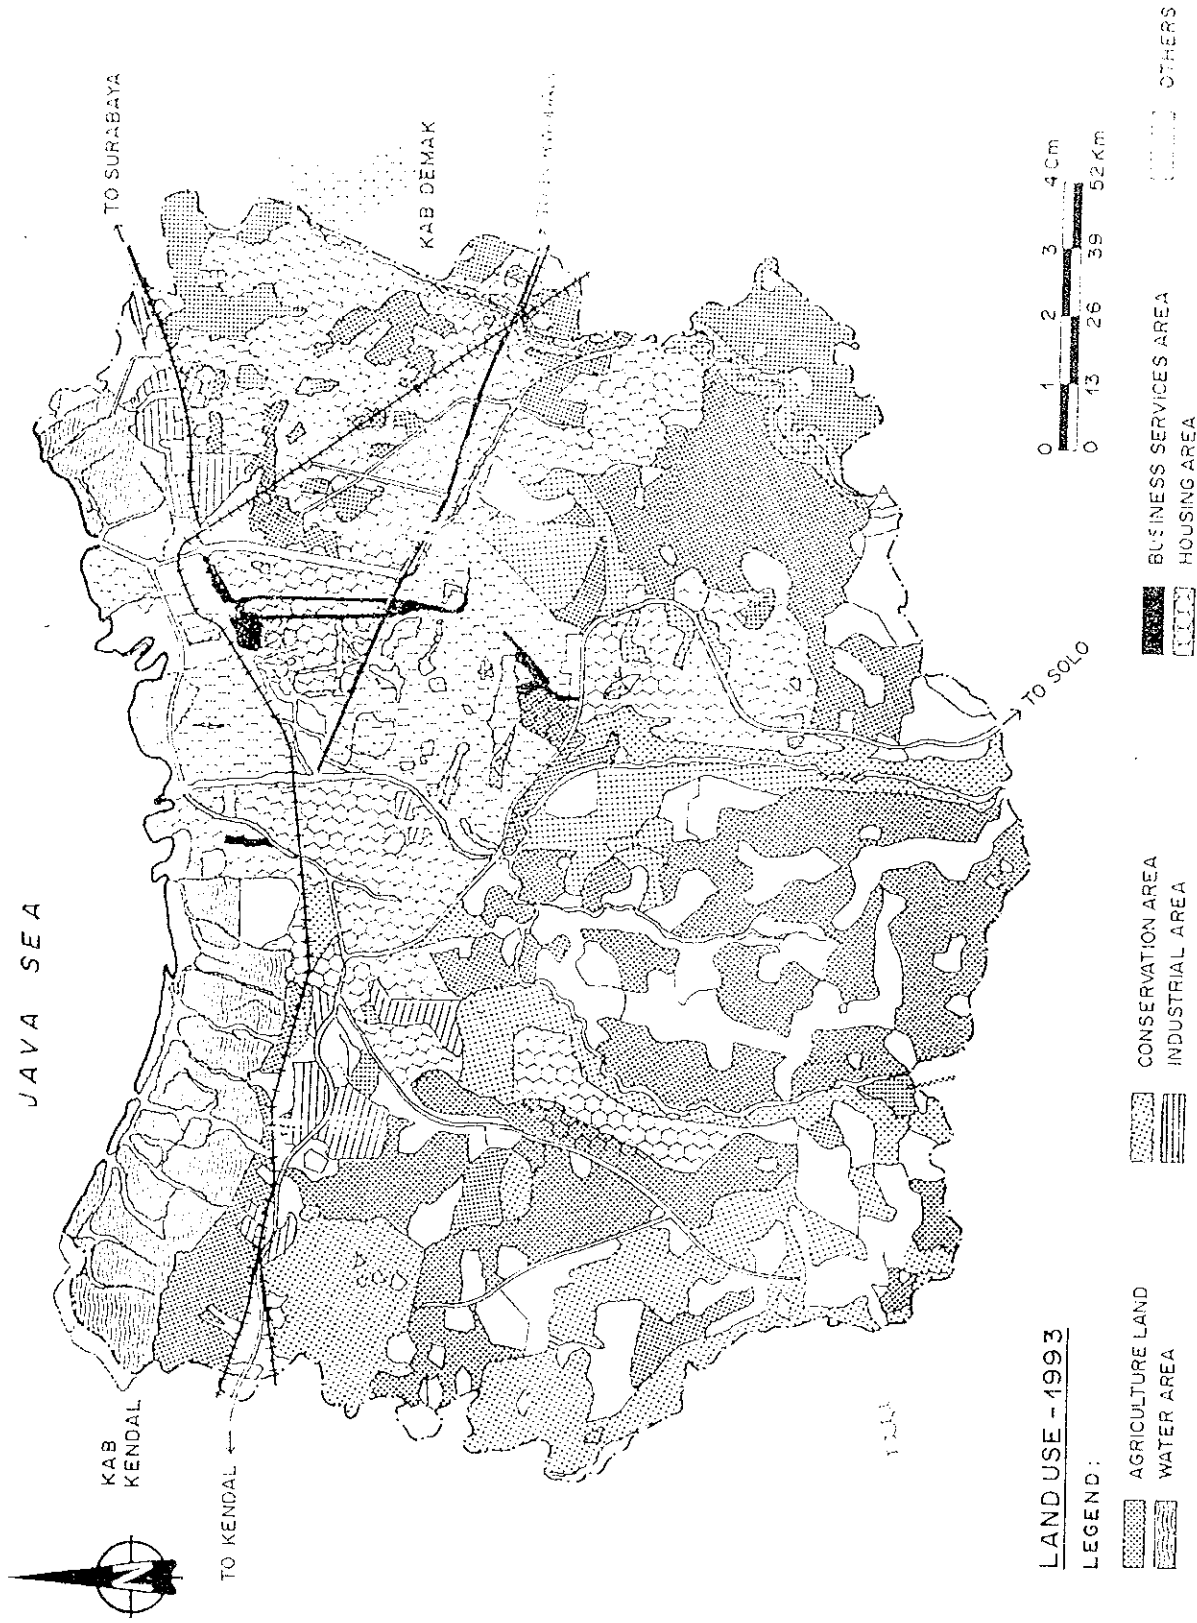 JAVA SEA
N
KAB
KENDAL
TO KENDAL ←
→ TO SURABAYA
KAB DEMAK
→ TO SOLO
LAND USE - 1993
LEGEND :
AGRICULTURE LAND
WATER AREA
CONSERVATION AREA
INDUSTRIAL AREA
BUSINESS SERVICES AREA
HOUSING AREA
OTHERS
0 1 2 3 4 Cm
0 13 26 39 52 Km